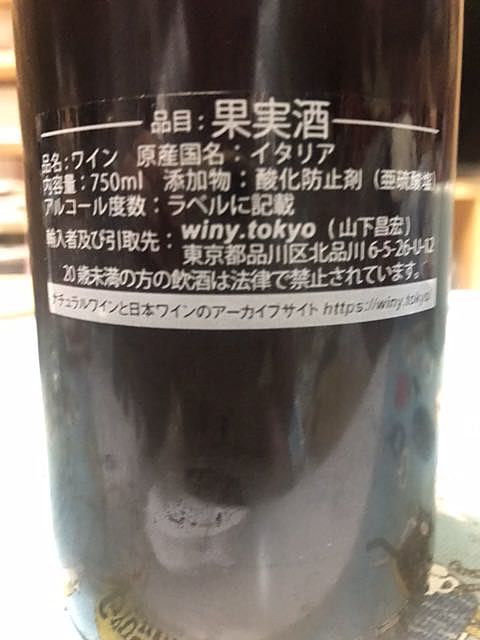 品目：果実酒
品名：ワイン　原産国名：イタリア
内容量：750ml　添加物：酸化防止剤（亜硫酸塩）
アルコール度数：ラベルに記載
輸入者及び引取先：winy.tokyo（山下昌宏）
東京都品川区北品川6-5-26-U-12
20歳未満の方の飲酒は法律で禁止されています。
ナチュラルワインと日本ワインのアーカイブサイト https://winy.tokyo/